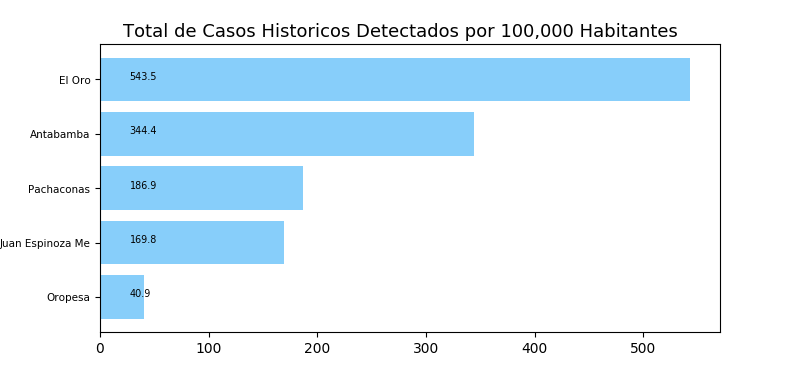 Total de Casos Historicos Detectados por 100,000 Habitantes
El Oro 543.5
Antabamba 344.4
Pachaconas 186.9
Juan Espinoza Me 169.8
Oropesa 40.9
0 100 200 300 400 500